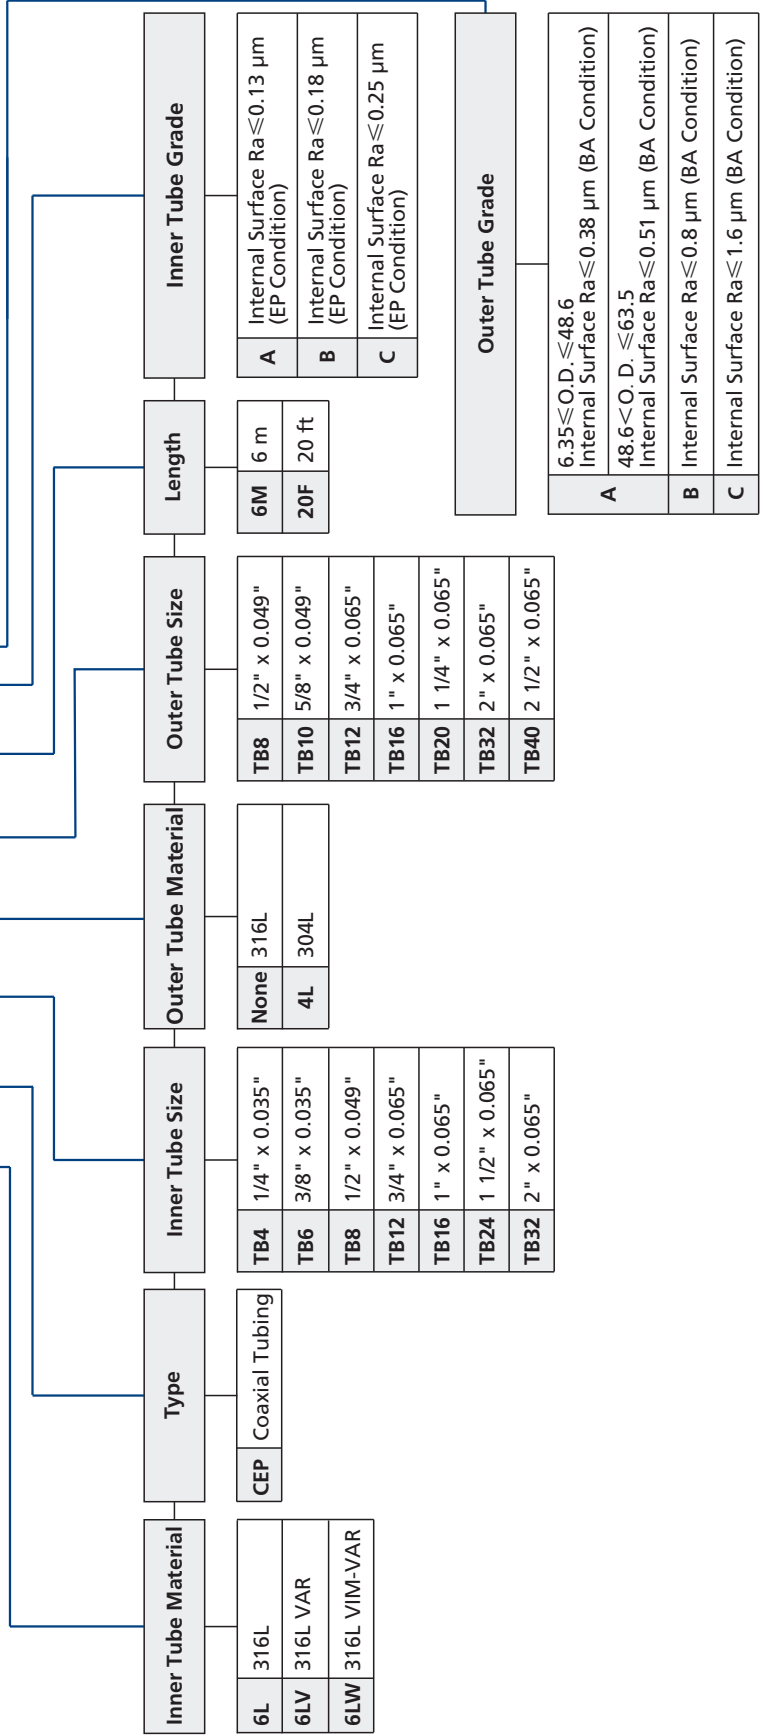 Inner Tube Material
6L 316L
6LV 316L VAR
6LW 316L VIM-VAR
Type
CEP Coaxial Tubing
Inner Tube Size
TB4 1/4" x 0.035"
TB6 3/8" x 0.035"
TB8 1/2" x 0.049"
TB12 3/4" x 0.065"
TB16 1" x 0.065"
TB24 1 1/2" x 0.065"
TB32 2" x 0.065"
Outer Tube Material
None 316L
4L 304L
Outer Tube Size
TB8 1/2" x 0.049"
TB10 5/8" x 0.049"
TB12 3/4" x 0.065"
TB16 1" x 0.065"
TB20 1 1/4" x 0.065"
TB32 2" x 0.065"
TB40 2 1/2" x 0.065"
Length
6M 6 m
20F 20 ft
Inner Tube Grade
A Internal Surface Ra≤0.13 μm
(EP Condition)
B Internal Surface Ra≤0.18 μm
(EP Condition)
C Internal Surface Ra≤0.25 μm
(EP Condition)
Outer Tube Grade
A 6.35≤O.D. ≤48.6
Internal Surface Ra≤0.38 μm (BA Condition)
48.6<O. D. ≤63.5
Internal Surface Ra≤0.51 μm (BA Condition)
B Internal Surface Ra≤0.8 μm (BA Condition)
C Internal Surface Ra≤1.6 μm (BA Condition)